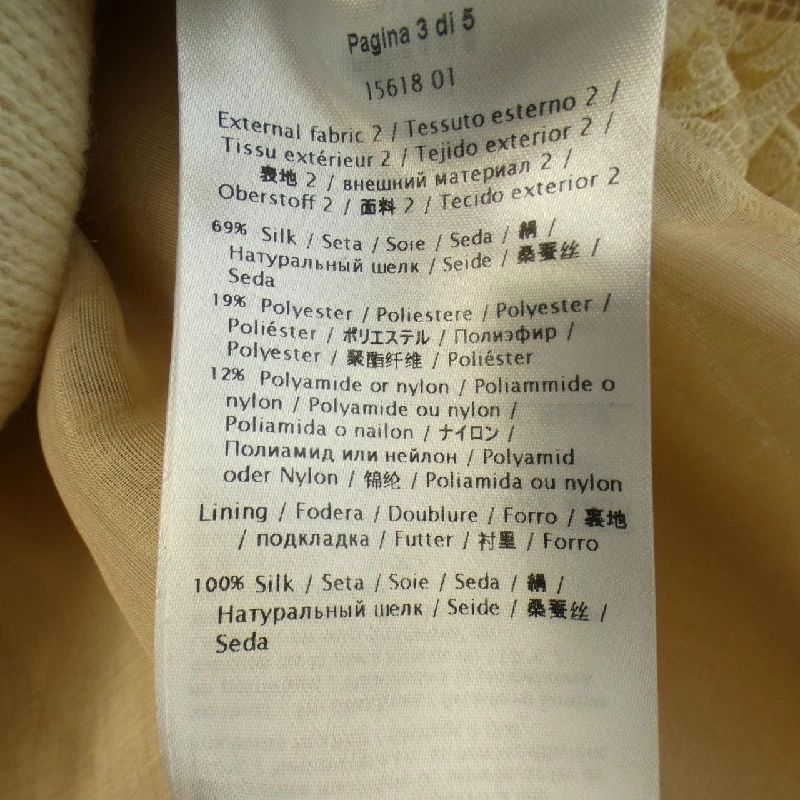 Pagina 3 di 5
15618 01
External fabric 2 / Tessuto esterno 2 /
Tissu extérieur 2 / Tejido exterior 2 /
表地 2 / внешний материал 2 /
Oberstoff 2 / 面料 2 / Tecido exterior 2
69% Silk / Seta / Soie / Seda / 絹 /
Натуральный шелк / Seide / 桑蚕丝 /
Seda
19% Polyester / Poliestere / Polyester /
Poliéster / ポリエステル / Полиэфир /
Polyester / 聚酯纤维 / Poliéster
12% Polyamide or nylon / Poliammide o
nylon / Polyamide ou nylon /
Poliamida o nailon / ナイロン /
Полиамид или нейлон / Polyamid
oder Nylon / 锦纶 / Poliamida ou nylon
Lining / Fodera / Doublure / Forro / 裏地
/ подкладка / Futter / 衬里 / Forro
100% Silk / Seta / Soie / Seda / 絹 /
Натуральный шелк / Seide / 桑蚕丝 /
Seda